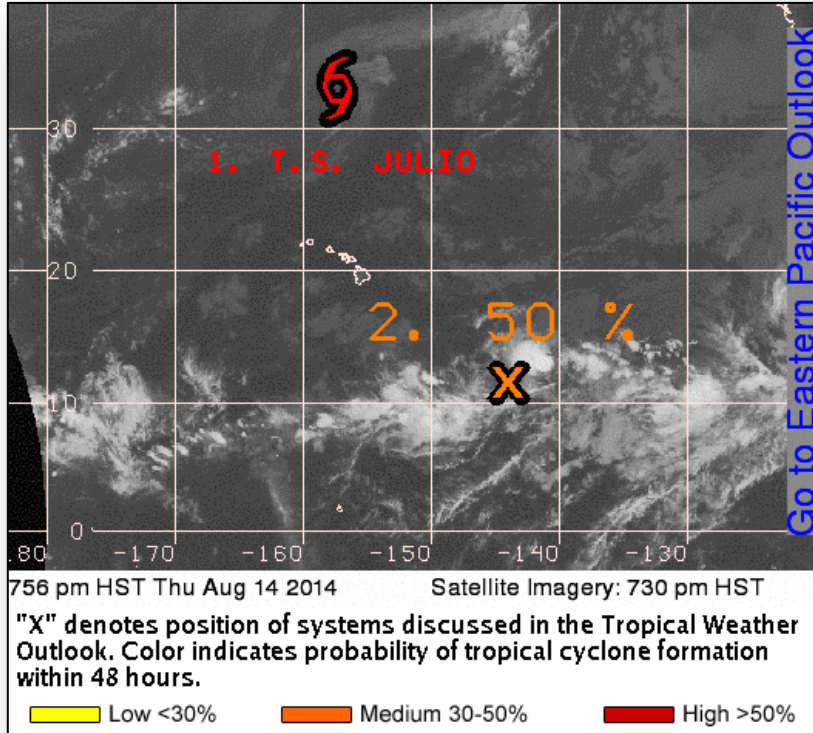 Go to Eastern Pacific Outlook
30
1. T.S. JULIO
20
2. 50 %
X
10
0
80 -170 -160 -150 -140 -130
756 pm HST Thu Aug 14 2014 Satellite Imagery: 730 pm HST
"X" denotes position of systems discussed in the Tropical Weather
Outlook. Color indicates probability of tropical cyclone formation
within 48 hours.
Low <30% Medium 30-50% High >50%